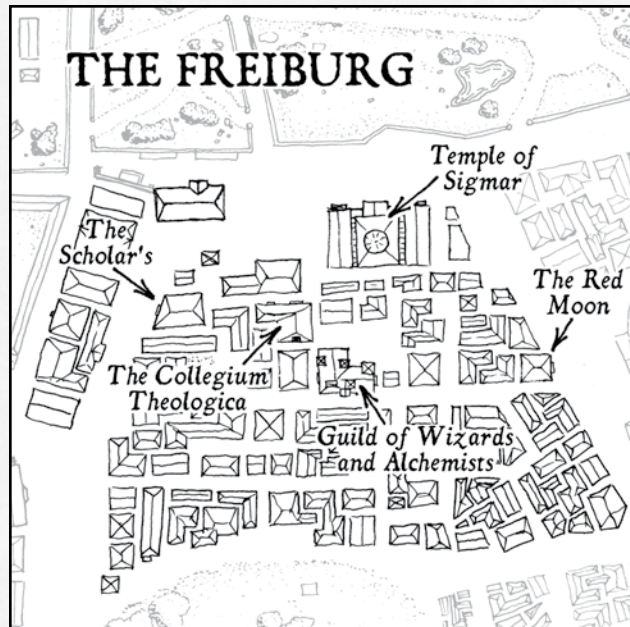 THE FREIBURG
Temple of
Sigmar
The
Scholar's
The Red
Moon
The Collegium
Theologica
Guild of Wizards
and Alchemists